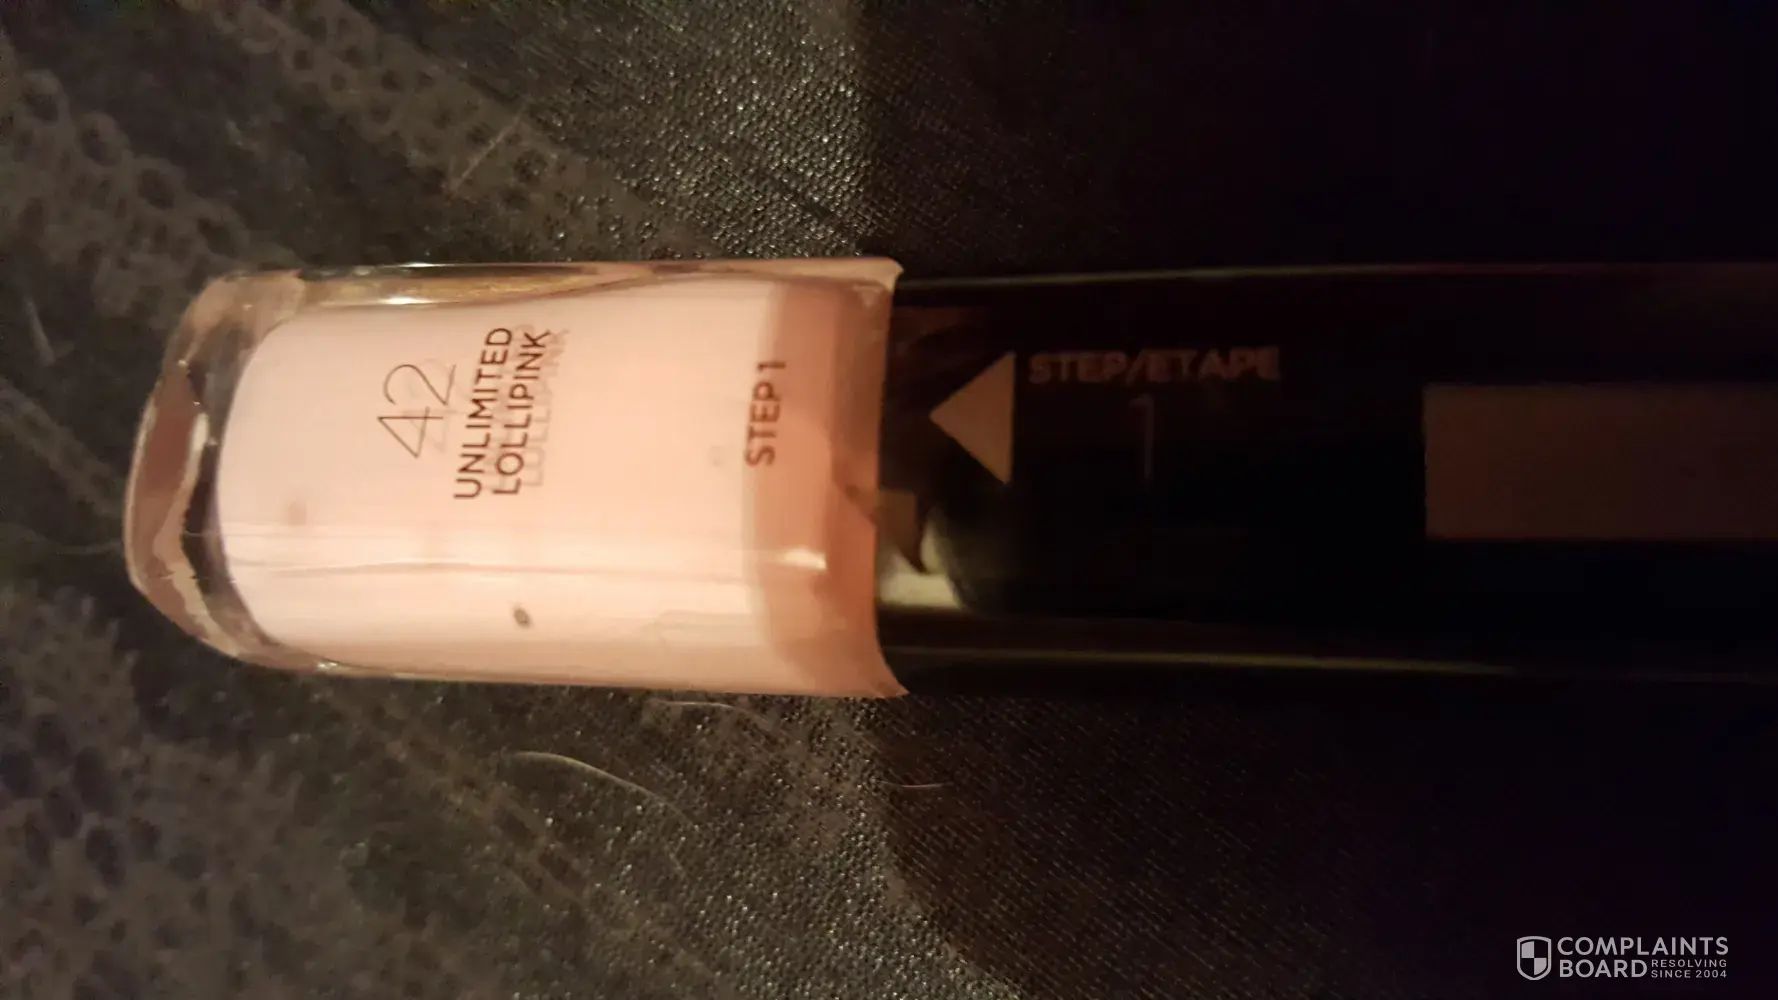 42
UNLIMITED
LOLLIPINK
STEP 1
STEP/ETAPE
1
COMPLAINTS
BOARD RESOLVING
SINCE 2004